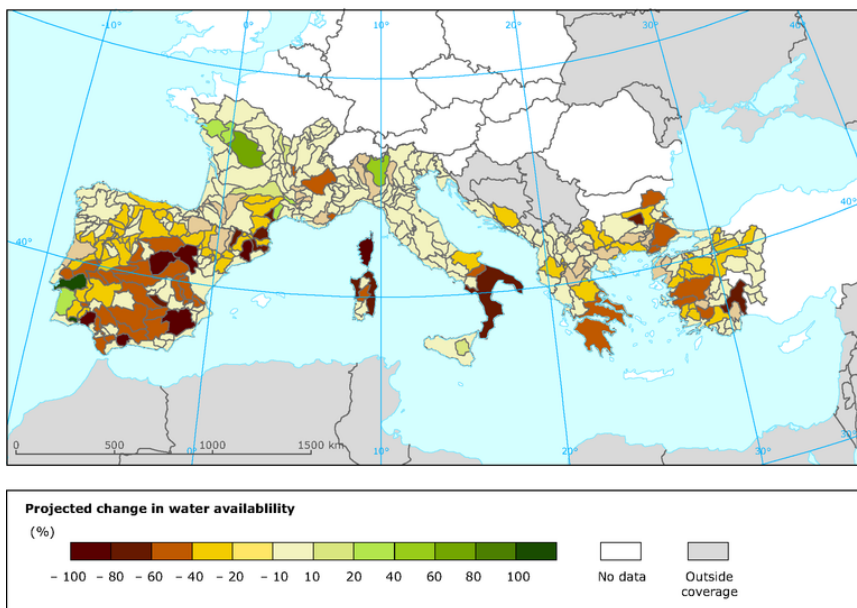 -10° 0° 10° 20° 30° 40°
40°
40°
0 500 1000 1500 km
0° 10° 20° 30° 30°
Projected change in water availablility
(%)
– 100 – 80 – 60 – 40 – 20 – 10 10 20 40 60 80 100
No data
Outside
coverage